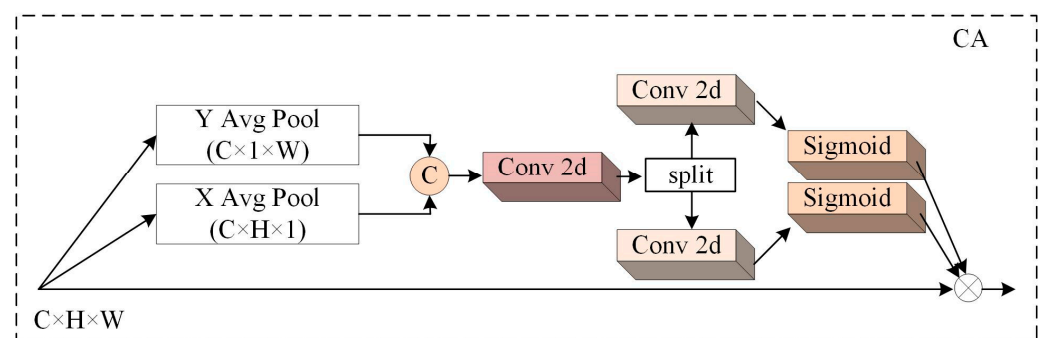 CA
Y Avg Pool
(C×1×W)
X Avg Pool
(C×H×1)
C
Conv 2d
split
Conv 2d
Conv 2d
Sigmoid
Sigmoid
C×H×W